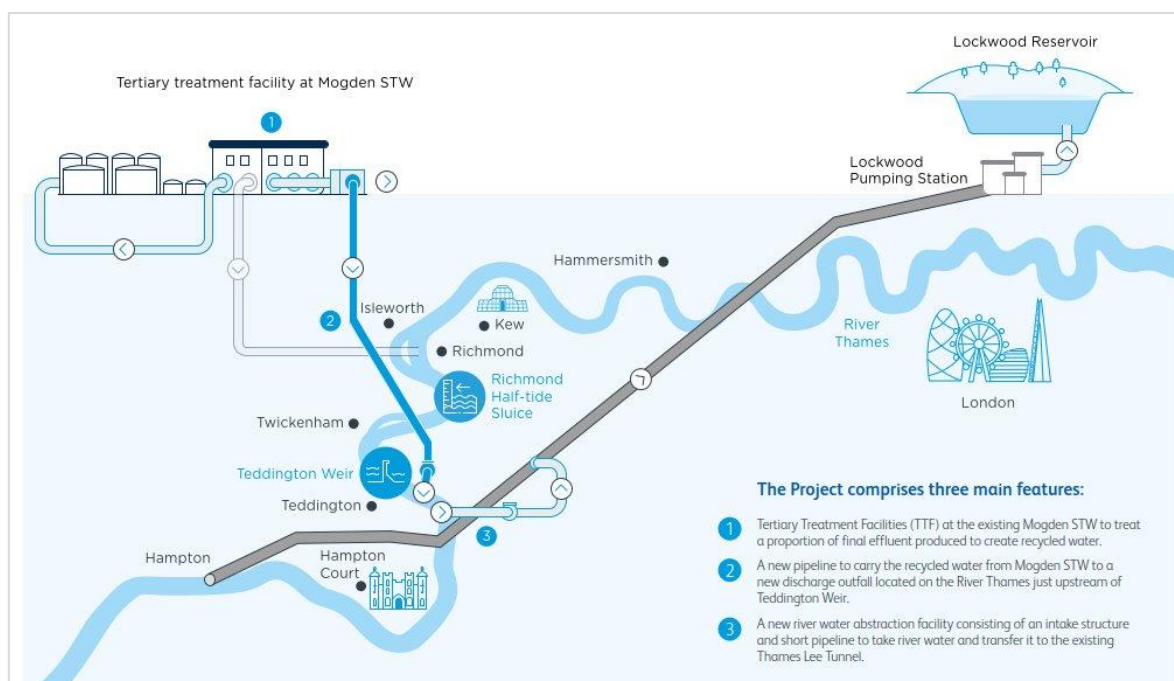 Lockwood Reservoir
Tertiary treatment facility at Mogden STW
1
Lockwood
Pumping Station
Hammersmith
Isleworth
2
Kew
River
Thames
Richmond
Richmond
Half-tide
Sluice
London
Twickenham
Teddington Weir
Teddington
3
Hampton
Hampton
Court
The Project comprises three main features:
1
Tertiary Treatment Facilities (TTF) at the existing Mogden STW to treat
a proportion of final effluent produced to create recycled water.
2
A new pipeline to carry the recycled water from Mogden STW to a
new discharge outfall located on the River Thames just upstream of
Teddington Weir.
3
A new river water abstraction facility consisting of an intake structure
and short pipeline to take river water and transfer it to the existing
Thames Lee Tunnel.